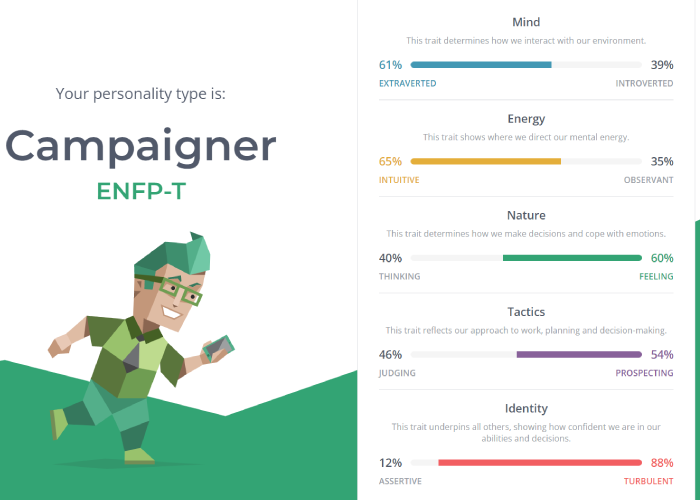 Your personality type is:
Campaigner
ENFP-T
Mind
This trait determines how we interact with our environment.
61% 39%
EXTRAVERTED INTROVERTED
Energy
This trait shows where we direct our mental energy.
65% 35%
INTUITIVE OBSERVANT
Nature
This trait determines how we make decisions and cope with emotions.
40% 60%
THINKING FEELING
Tactics
This trait reflects our approach to work, planning and decision-making.
46% 54%
JUDGING PROSPECTING
Identity
This trait underpins all others, showing how confident we are in our
abilities and decisions.
12% 88%
ASSERTIVE TURBULENT